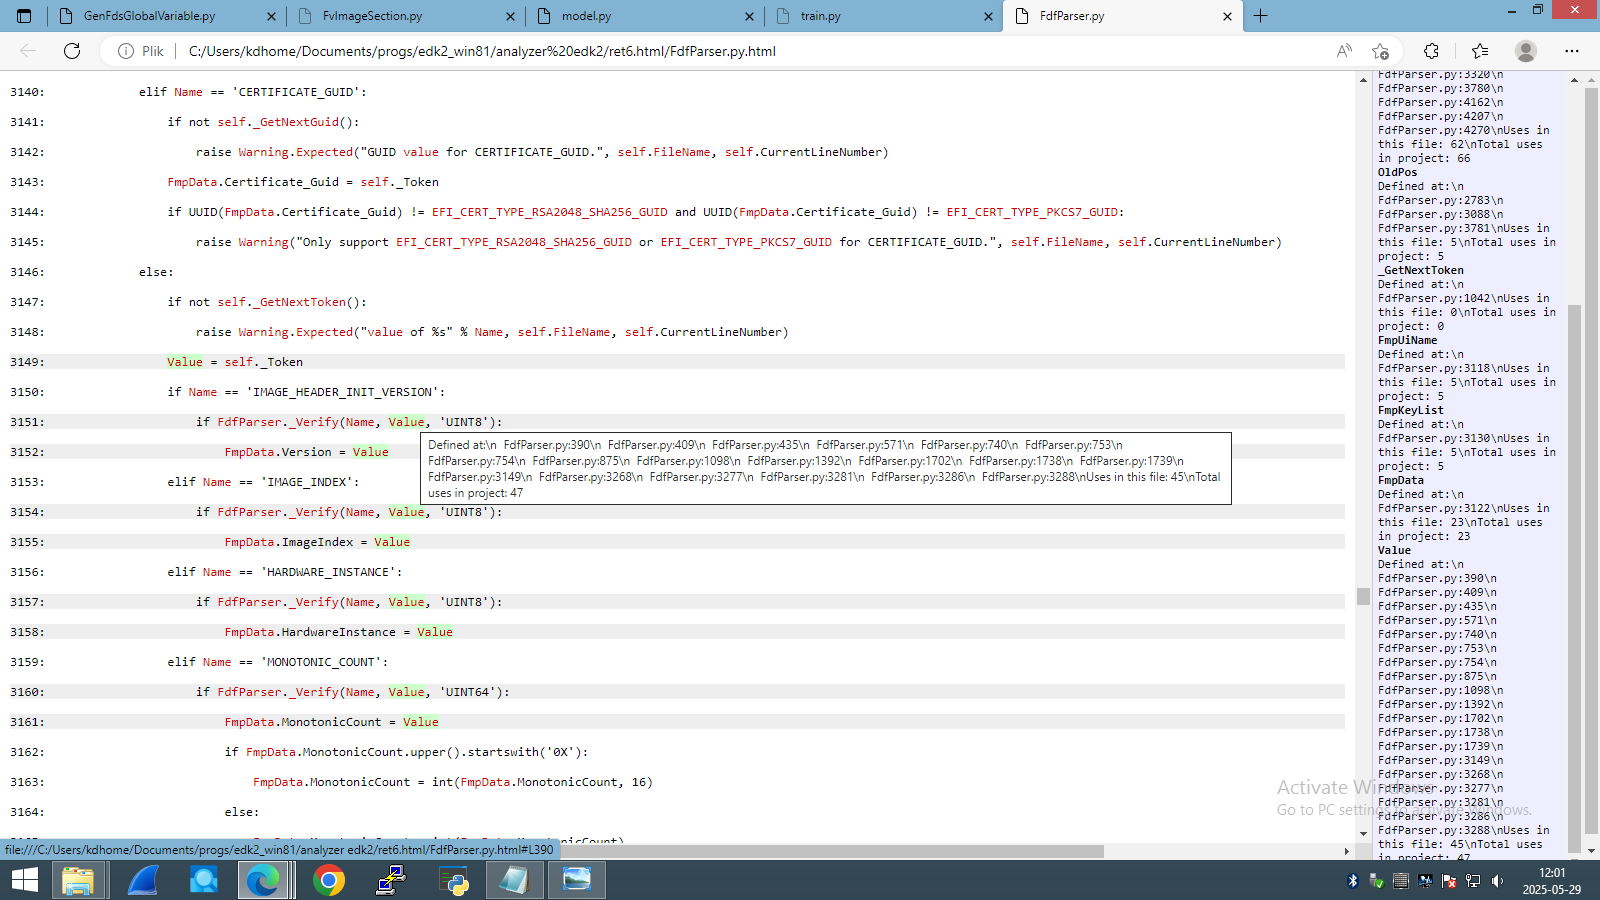 GenFdsGlobalVariable.py
FvImageSection.py
model.py
train.py
FdfParser.py
Plik
C:/Users/kdhome/Documents/progs/edk2_win81/analyzer%20edk2/ret6.html/FdfParser.py.html
3140: elif Name == 'CERTIFICATE_GUID':
3141: if not self._GetNextGuid():
3142: raise Warning.Expected("GUID value for CERTIFICATE_GUID.", self.FileName, self.CurrentLineNumber)
3143: FmpData.Certificate_Guid = self._Token
3144: if UUID(FmpData.Certificate_Guid) != EFI_CERT_TYPE_RSA2048_SHA256_GUID and UUID(FmpData.Certificate_Guid) != EFI_CERT_TYPE_PKCS7_GUID:
3145: raise Warning("Only support EFI_CERT_TYPE_RSA2048_SHA256_GUID or EFI_CERT_TYPE_PKCS7_GUID for CERTIFICATE_GUID.", self.FileName, self.CurrentLineNumber)
3146: else:
3147: if not self._GetNextToken():
3148: raise Warning.Expected("value of %s" % Name, self.FileName, self.CurrentLineNumber)
3149: Value = self._Token
3150: if Name == 'IMAGE_HEADER_INIT_VERSION':
3151: if FdfParser._Verify(Name, Value, 'UINT8'):
3152: FmpData.Version = Value
3153: elif Name == 'IMAGE_INDEX':
3154: if FdfParser._Verify(Name, Value, 'UINT8'):
3155: FmpData.ImageIndex = Value
3156: elif Name == 'HARDWARE_INSTANCE':
3157: if FdfParser._Verify(Name, Value, 'UINT8'):
3158: FmpData.HardwareInstance = Value
3159: elif Name == 'MONOTONIC_COUNT':
3160: if FdfParser._Verify(Name, Value, 'UINT64'):
3161: FmpData.MonotonicCount = Value
3162: if FmpData.MonotonicCount.upper().startswith('0X'):
3163: FmpData.MonotonicCount = int(FmpData.MonotonicCount, 16)
3164: else:
Defined at:\n FdfParser.py:390\n FdfParser.py:409\n FdfParser.py:435\n FdfParser.py:571\n FdfParser.py:740\n FdfParser.py:753\n
FdfParser.py:754\n FdfParser.py:875\n FdfParser.py:1098\n FdfParser.py:1392\n FdfParser.py:1702\n FdfParser.py:1738\n FdfParser.py:1739\n
FdfParser.py:3149\n FdfParser.py:3268\n FdfParser.py:3277\n FdfParser.py:3281\n FdfParser.py:3286\n FdfParser.py:3288\nUses in this file: 45\nTotal
uses in project: 47
FdfParser.py:3320\n
FdfParser.py:3780\n
FdfParser.py:4162\n
FdfParser.py:4207\n
FdfParser.py:4270\nUses in
this file: 62\nTotal uses
in project: 66
OldPos
Defined at:\n
FdfParser.py:2783\n
FdfParser.py:3088\n
FdfParser.py:3781\nUses in
this file: 5\nTotal uses in
project: 5
_GetNextToken
Defined at:\n
FdfParser.py:1042\nUses in
this file: 0\nTotal uses in
project: 0
FmpUiName
Defined at:\n
FdfParser.py:3118\nUses in
this file: 5\nTotal uses in
project: 5
FmpKeyList
Defined at:\n
FdfParser.py:3130\nUses in
this file: 5\nTotal uses in
project: 5
FmpData
Defined at:\n
FdfParser.py:3122\nUses in
this file: 23\nTotal uses
in project: 23
Value
Defined at:\n
FdfParser.py:390\n
FdfParser.py:409\n
FdfParser.py:435\n
FdfParser.py:571\n
FdfParser.py:740\n
FdfParser.py:753\n
FdfParser.py:754\n
FdfParser.py:875\n
FdfParser.py:1098\n
FdfParser.py:1392\n
FdfParser.py:1702\n
FdfParser.py:1738\n
FdfParser.py:1739\n
FdfParser.py:3149\n
FdfParser.py:3268\n
FdfParser.py:3277\n
FdfParser.py:3281\n
FdfParser.py:3286\n
FdfParser.py:3288\nUses in
this file: 45\nTotal uses
in project: 47
Activate Windows
Go to PC settings to activate Windows.
file:///C:/Users/kdhome/Documents/progs/edk2_win81/analyzer edk2/ret6.html/FdfParser.py.html#L390
12:01
2025-05-29